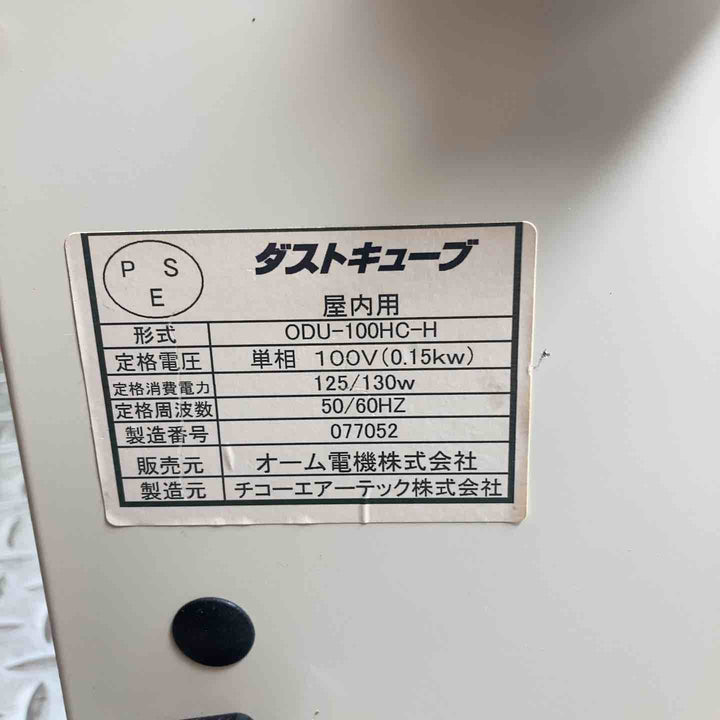 PSE
ダストキューブ
屋内用
形式 ODU-100HC-H
定格電圧 単相 100V(0.15kw)
定格消費電力 125/130w
定格周波数 50/60HZ
製造番号 077052
販売元 オーム電機株式会社
製造元 チコーエアーテック株式会社